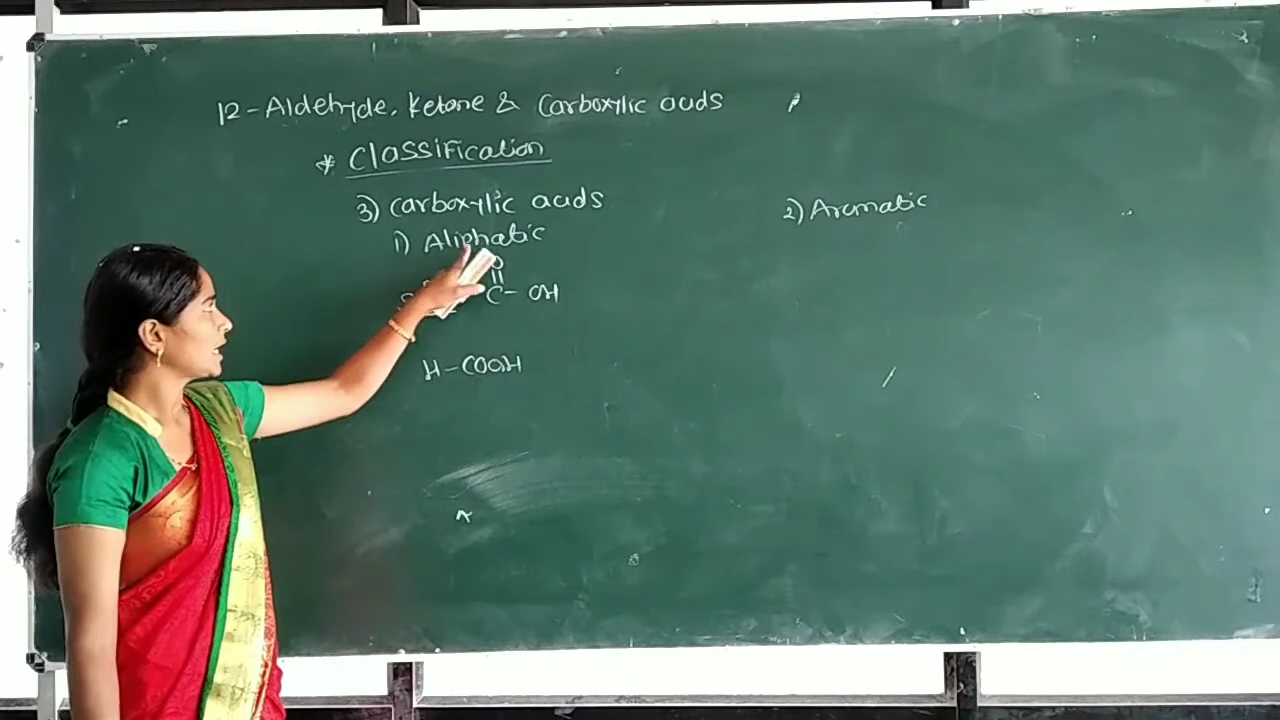 12-Aldehyde, Ketone & Carboxylic acids
* Classification
3) Carboxylic acids
1) Aliphatic
O
||
C - OH
H-COOH
2) Aromatic